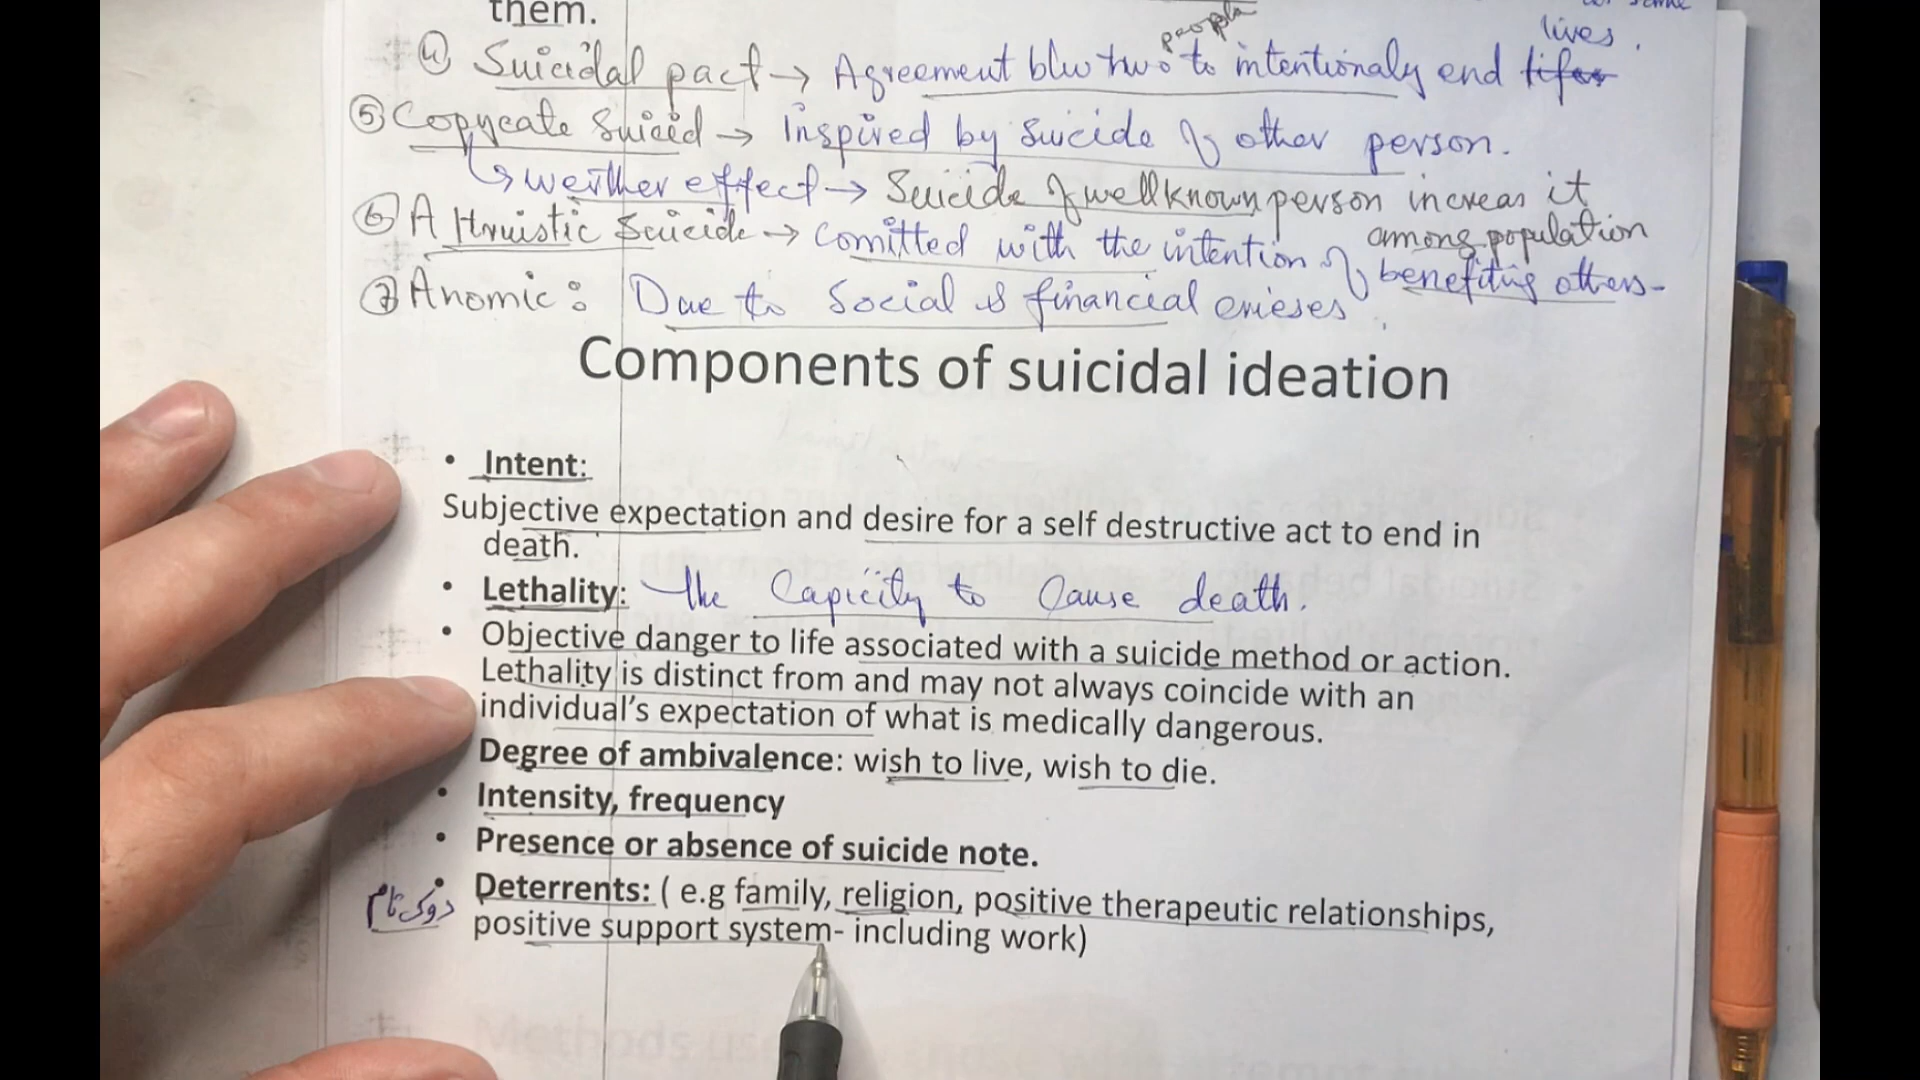 them.
④ Suicidal pact → Agreement b/w two people to intentionaly end lives.
⑤ Copycate Suicid → Inspired by Suicide of other person.
↳ werther effect → Suicide of wellknown person increas it among population
⑥ Altruistic Suicide → Comitted with the intention of benefiting others-
⑦ Anomic: Due to Social & financial crieses.
Components of suicidal ideation
• Intent:
Subjective expectation and desire for a self destructive act to end in
death.
• Lethality: The Capicity to Cause death.
• Objective danger to life associated with a suicide method or action.
Lethality is distinct from and may not always coincide with an
individual's expectation of what is medically dangerous.
Degree of ambivalence: wish to live, wish to die.
• Intensity, frequency
• Presence or absence of suicide note.
• Deterrents: ( e.g family, religion, positive therapeutic relationships,
positive support system- including work)